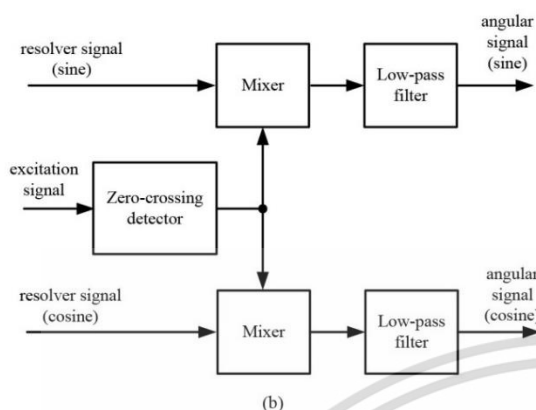 resolver signal
(sine)
Mixer
Low-pass
filter
angular
signal
(sine)
excitation
signal
Zero-crossing
detector
resolver signal
(cosine)
Mixer
Low-pass
filter
angular
signal
(cosine)
(b)